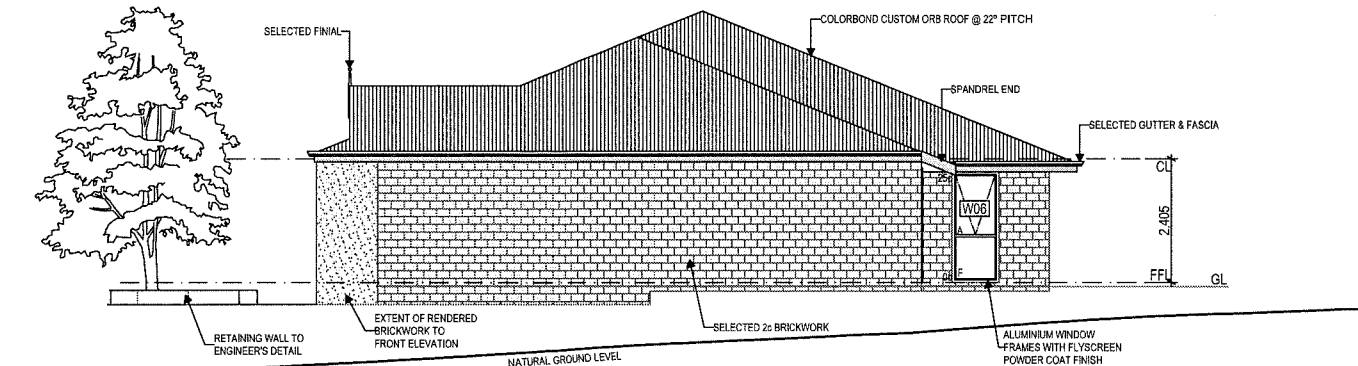 COLORBOND CUSTOM ORB ROOF @ 22° PITCH
SELECTED FINIAL
SPANDREL END
SELECTED GUTTER & FASCIA
CL
25c
W06
2.405
A
F
0c
FFL
GL
EXTENT OF RENDERED
BRICKWORK TO
FRONT ELEVATION
RETAINING WALL TO
ENGINEER'S DETAIL
SELECTED 2c BRICKWORK
ALUMINIUM WINDOW
FRAMES WITH FLYSCREEN
POWDER COAT FINISH
NATURAL GROUND LEVEL